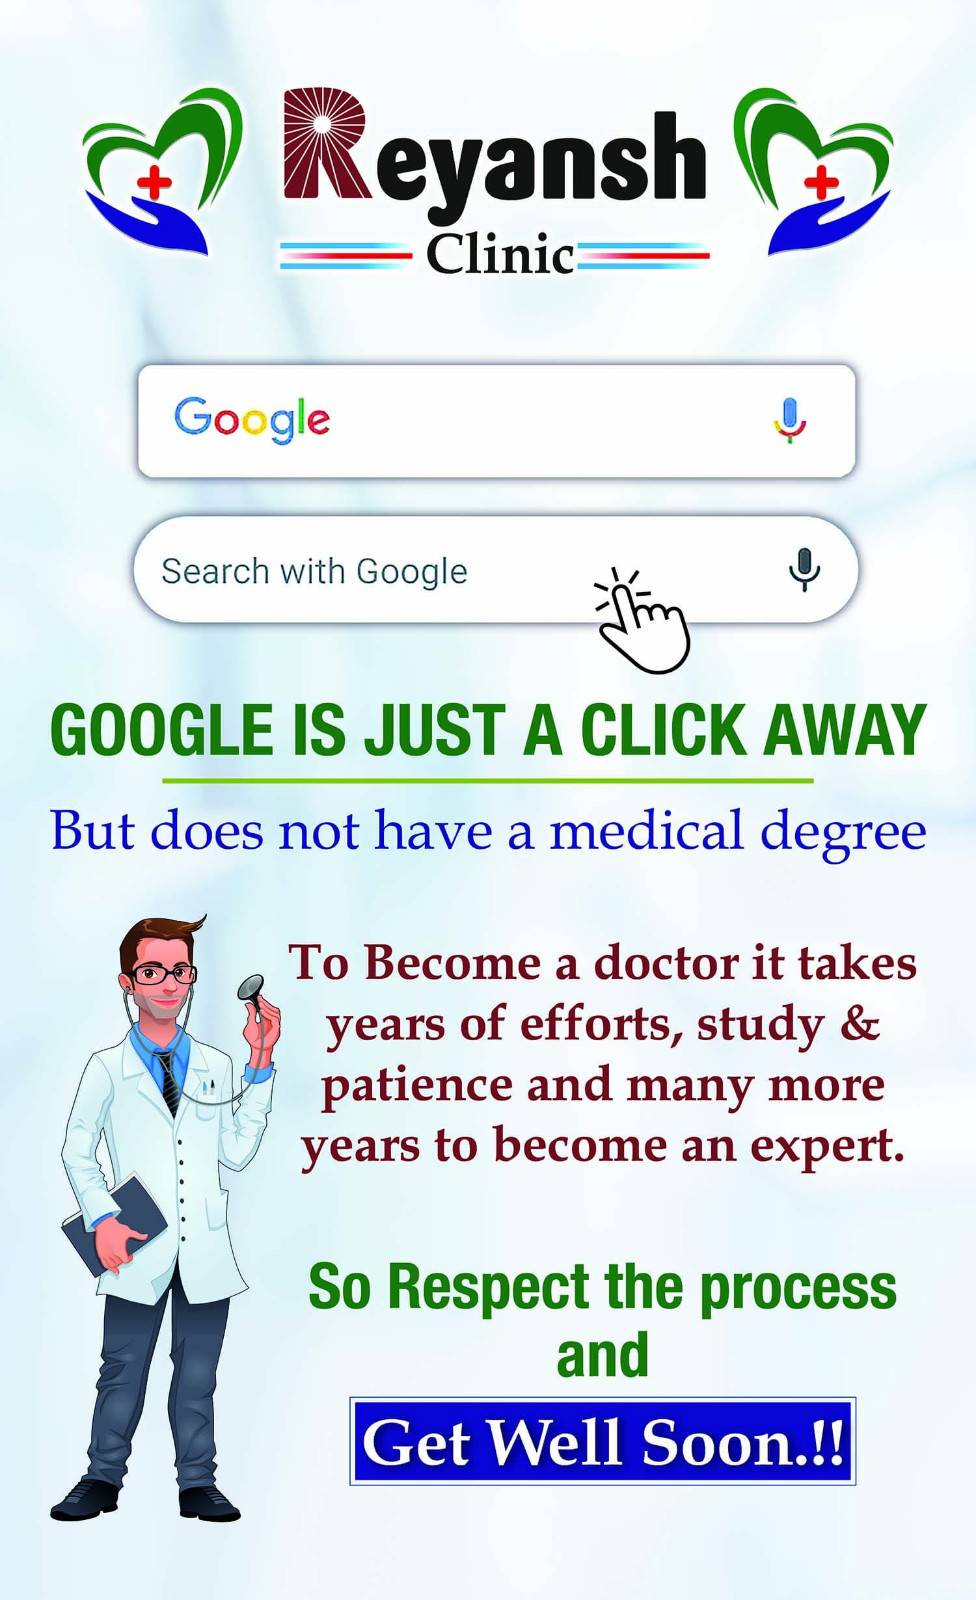 Reyansh
Clinic
Google
Search with Google
GOOGLE IS JUST A CLICK AWAY
But does not have a medical degree
To Become a doctor it takes
years of efforts, study &
patience and many more
years to become an expert.
So Respect the process
and
Get Well Soon.!!